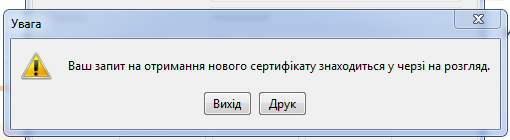 Увага
Ваш запит на отримання нового сертифікату знаходиться у черзі на розгляд.
Вихід
Друк